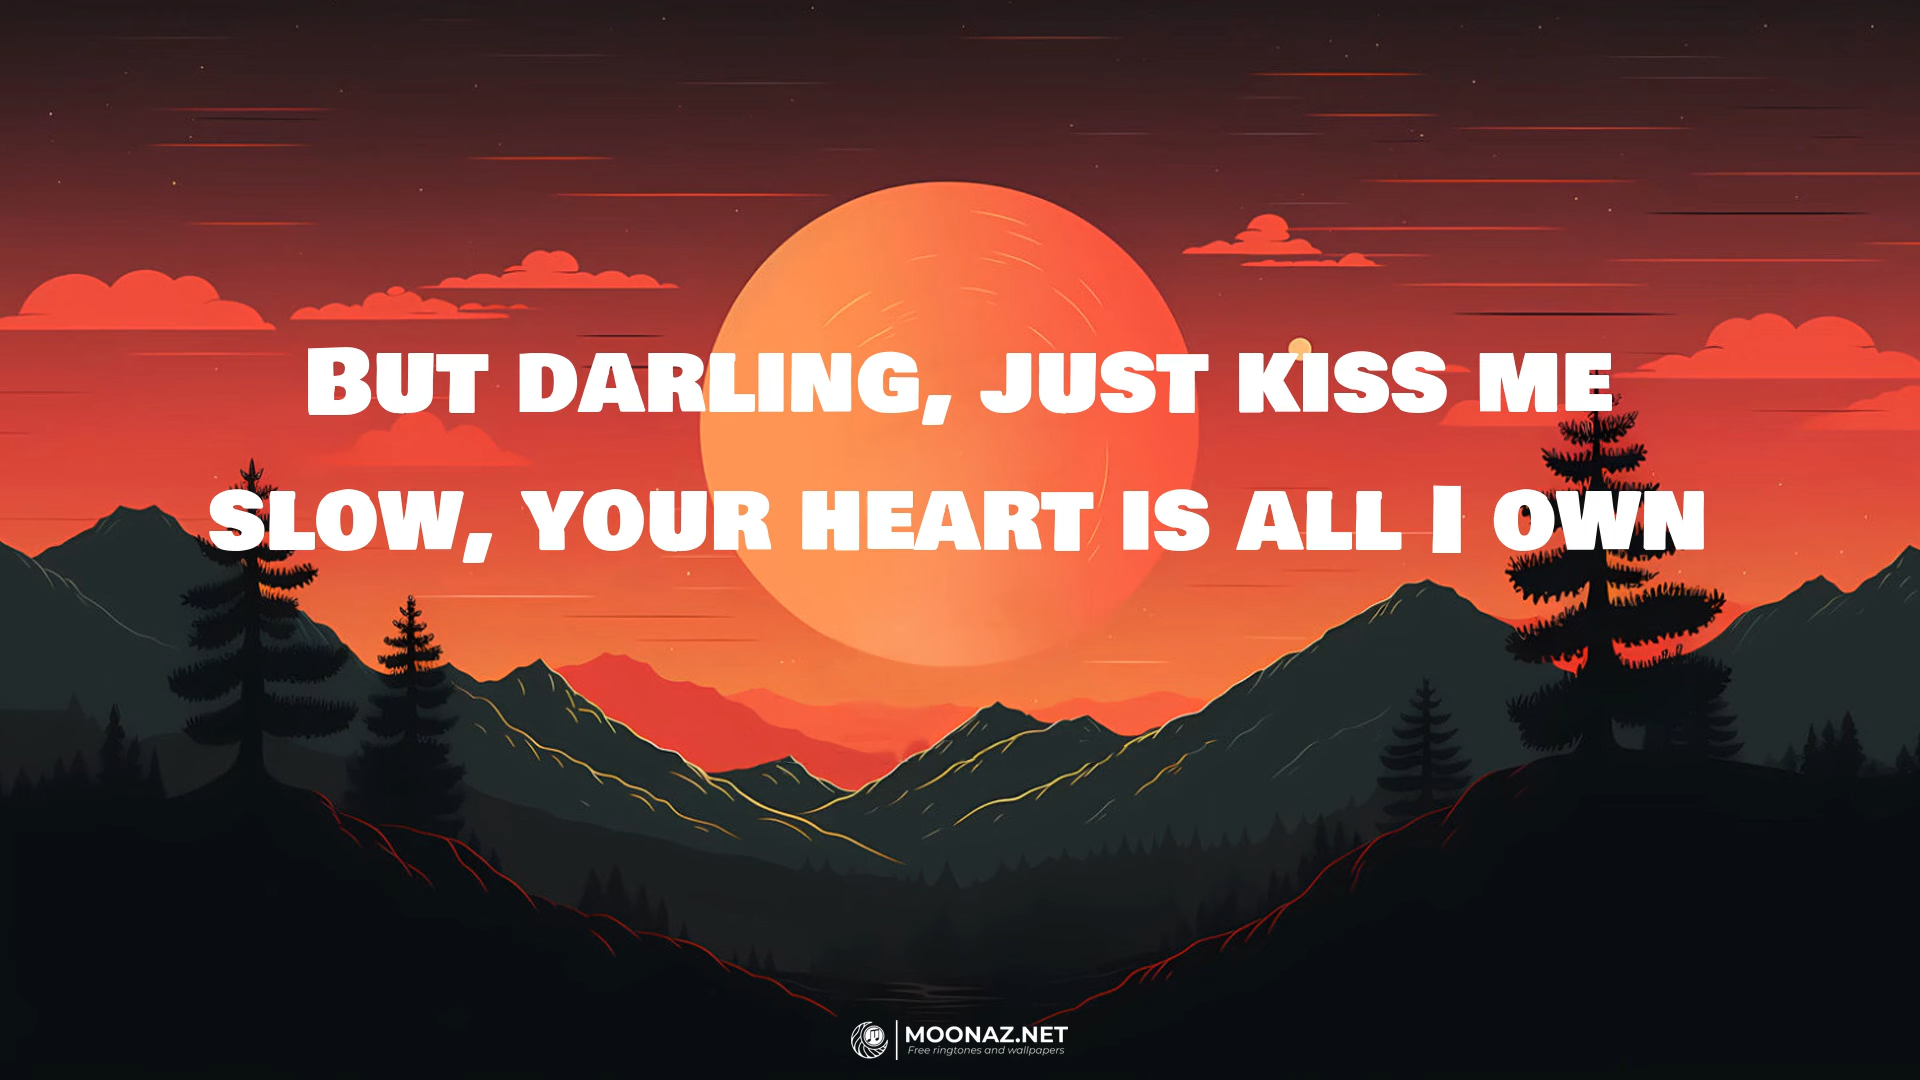 But darling, just kiss me
slow, your heart is all I own
MOONAZ.NET
Free ringtones and wallpapers